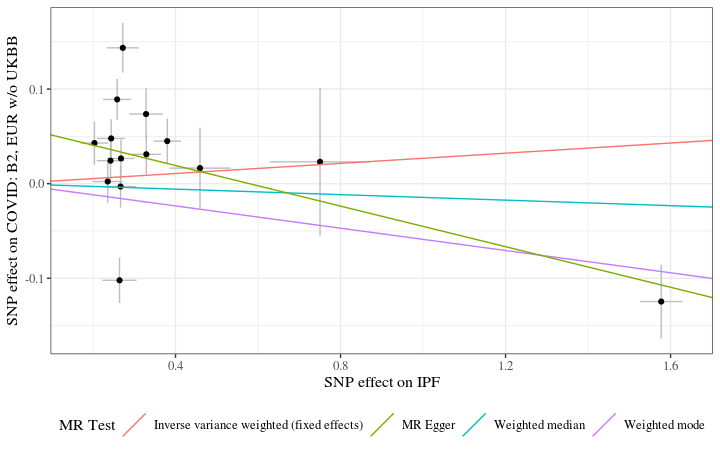 SNP effect on COVID: B2, EUR w/o UKBB
0.1
0.0
-0.1
0.4
0.8
1.2
1.6
SNP effect on IPF
MR Test
Inverse variance weighted (fixed effects)
MR Egger
Weighted median
Weighted mode